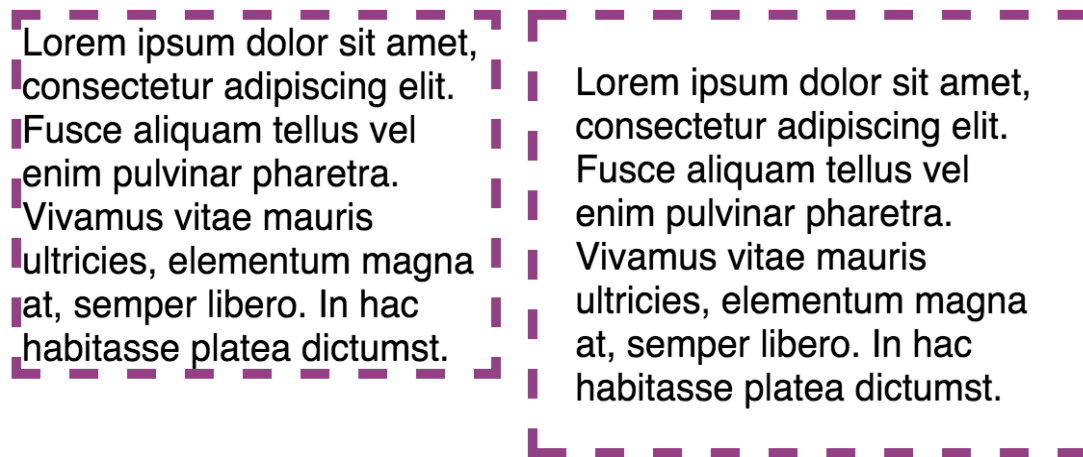 Lorem ipsum dolor sit amet,
consectetur adipiscing elit.
Fusce aliquam tellus vel
enim pulvinar pharetra.
Vivamus vitae mauris
ultricies, elementum magna
at, semper libero. In hac
habitasse platea dictumst.
Lorem ipsum dolor sit amet,
consectetur adipiscing elit.
Fusce aliquam tellus vel
enim pulvinar pharetra.
Vivamus vitae mauris
ultricies, elementum magna
at, semper libero. In hac
habitasse platea dictumst.